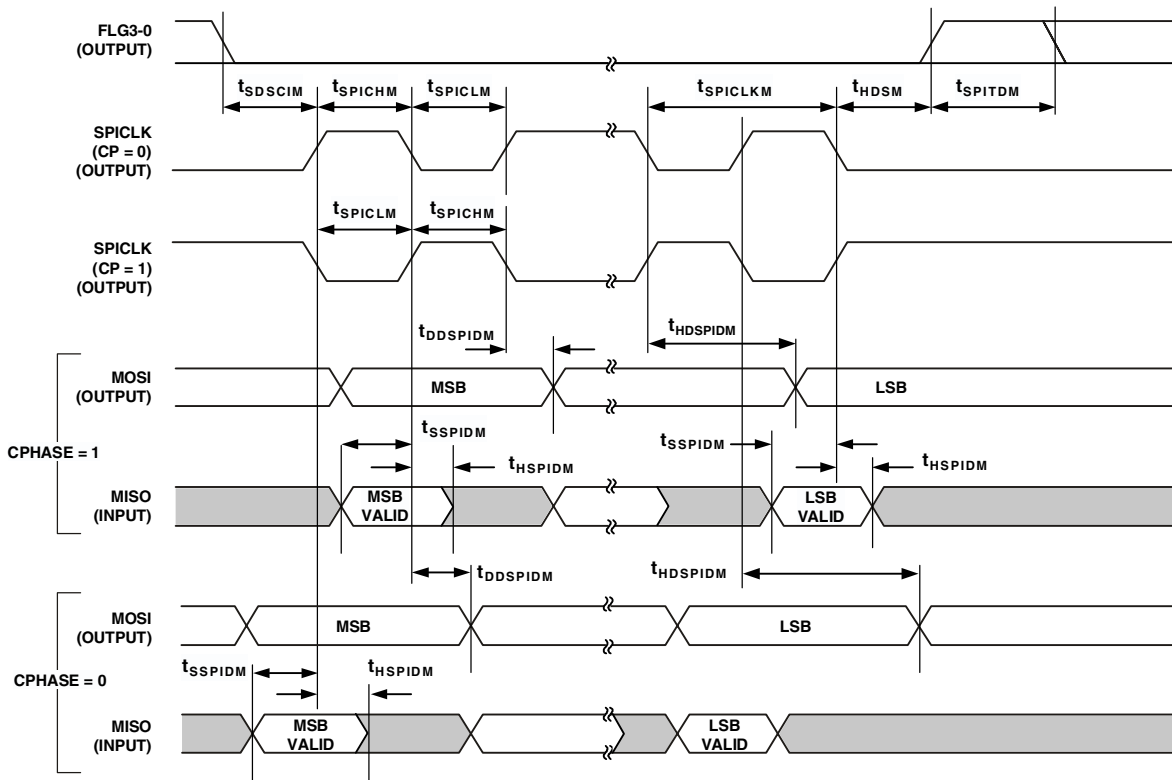 FLG3-0
(OUTPUT)
tSDSCIM tSPICHM tSPICLM tSPICLKM tHDSM tSPITDM
SPICLK
(CP = 0)
(OUTPUT)
tSPICLM tSPICHM
SPICLK
(CP = 1)
(OUTPUT)
tDDSPIDM tHDSPIDM
MOSI
(OUTPUT)
MSB LSB
CPHASE = 1
tSSPIDM tSSPIDM
tHSPIDM tHSPIDM
MISO
(INPUT)
MSB
VALID
LSB
VALID
tDDSPIDM tHDSPIDM
MOSI
(OUTPUT)
MSB LSB
CPHASE = 0
tSSPIDM tHSPIDM
MISO
(INPUT)
MSB
VALID
LSB
VALID